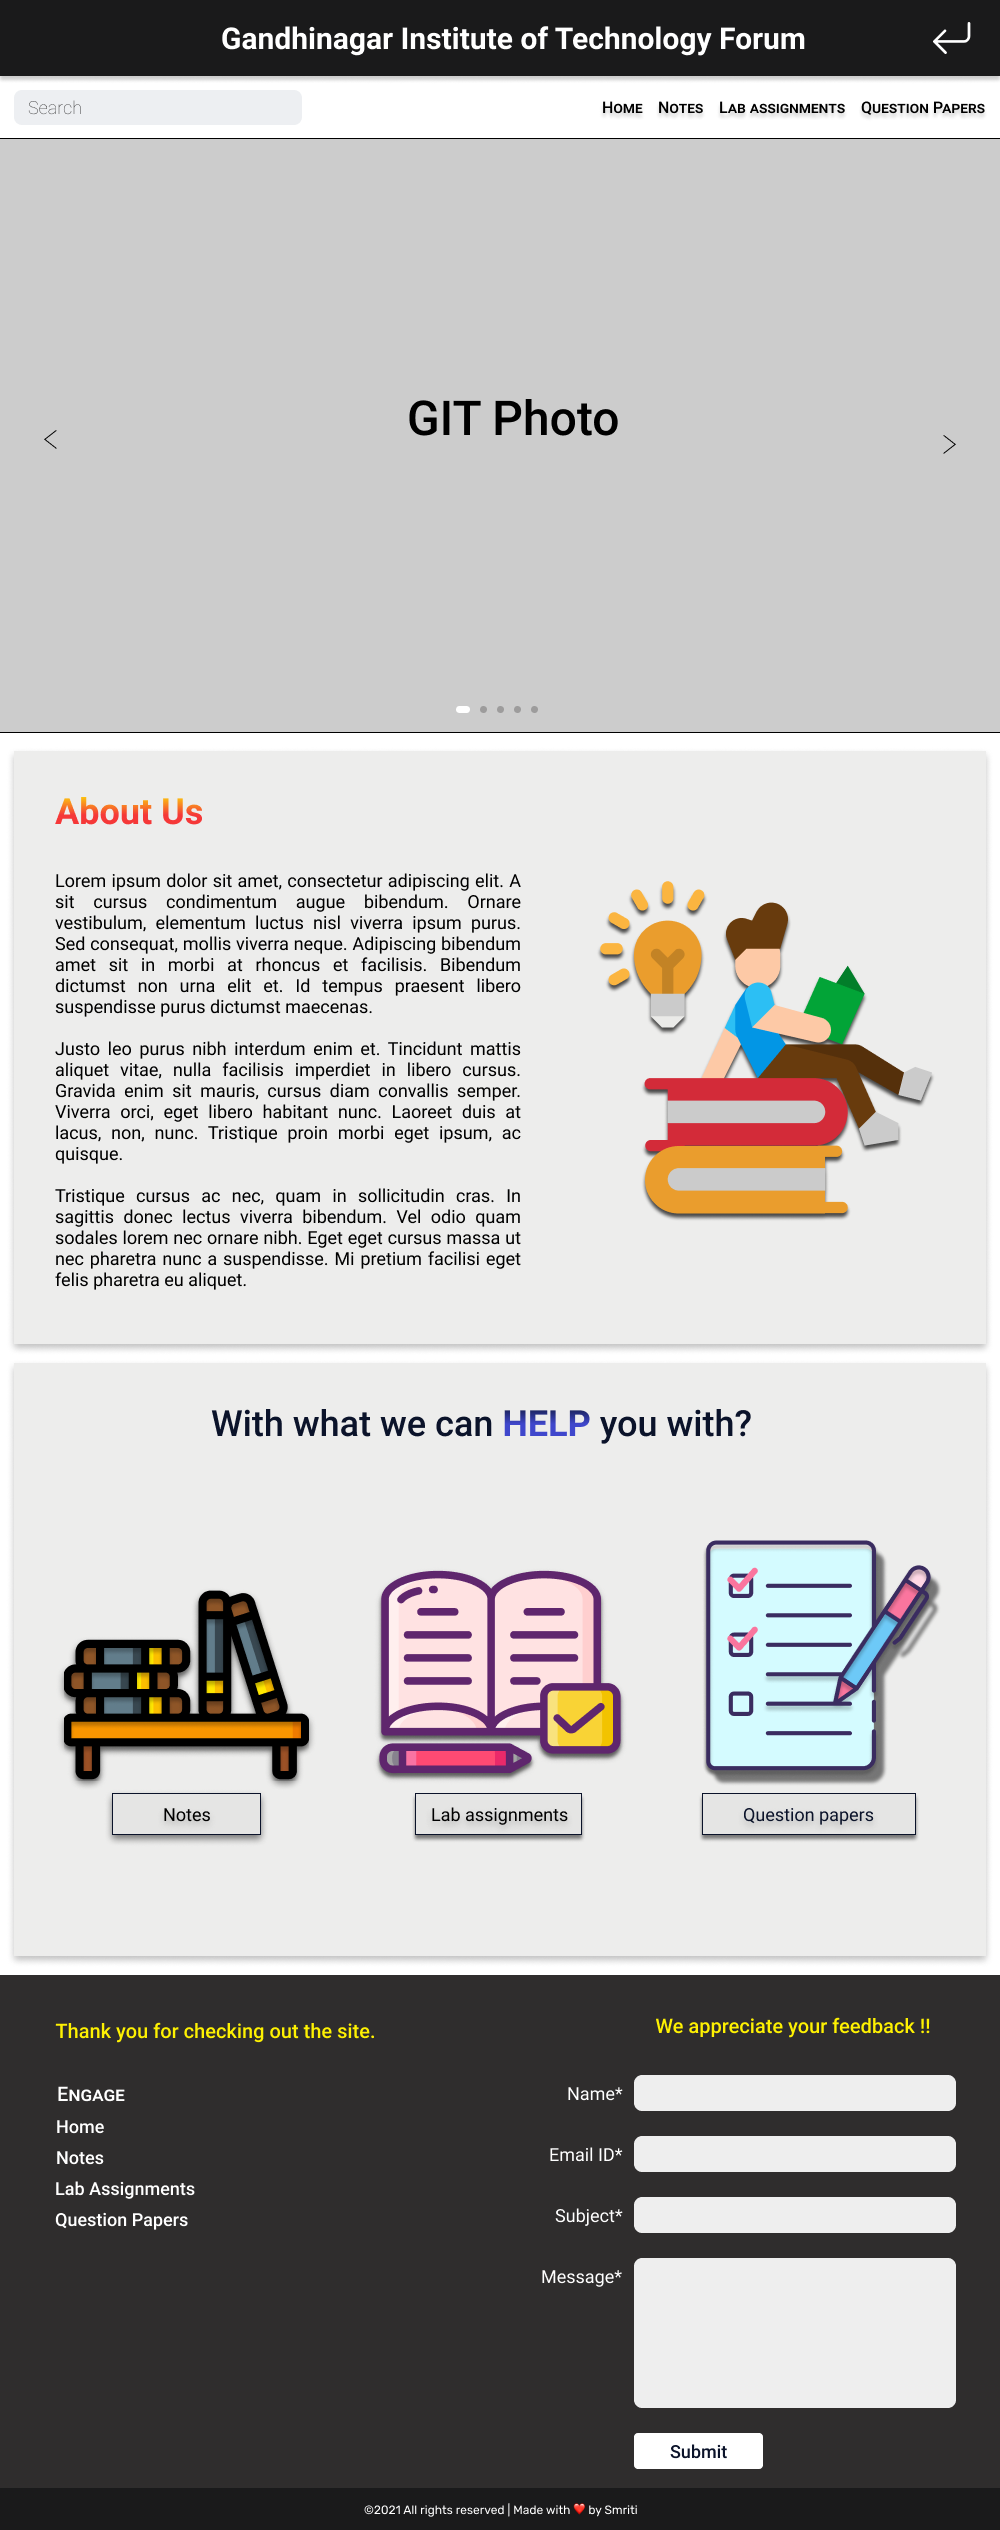 Gandhinagar Institute of Technology Forum
Search
Home Notes Lab assignments Question Papers
GIT Photo
About Us
Lorem ipsum dolor sit amet, consectetur adipiscing elit. A
sit cursus condimentum augue bibendum. Ornare
vestibulum, elementum luctus nisl viverra ipsum purus.
Sed consequat, mollis viverra neque. Adipiscing bibendum
amet sit in morbi at rhoncus et facilisis. Bibendum
dictumst non urna elit et. Id tempus praesent libero
suspendisse purus dictumst maecenas.
Justo leo purus nibh interdum enim et. Tincidunt mattis
aliquet vitae, nulla facilisis imperdiet in libero cursus.
Gravida enim sit mauris, cursus diam convallis semper.
Viverra orci, eget libero habitant nunc. Laoreet duis at
lacus, non, nunc. Tristique proin morbi eget ipsum, ac
quisque.
Tristique cursus ac nec, quam in sollicitudin cras. In
sagittis donec lectus viverra bibendum. Vel odio quam
sodales lorem nec ornare nibh. Eget eget cursus massa ut
nec pharetra nunc a suspendisse. Mi pretium facilisi eget
felis pharetra eu aliquet.
With what we can HELP you with?
Notes
Lab assignments
Question papers
Thank you for checking out the site.
Engage
Home
Notes
Lab Assignments
Question Papers
We appreciate your feedback !!
Name*
Email ID*
Subject*
Message*
Submit
©2021 All rights reserved | Made with ❤️ by Smriti